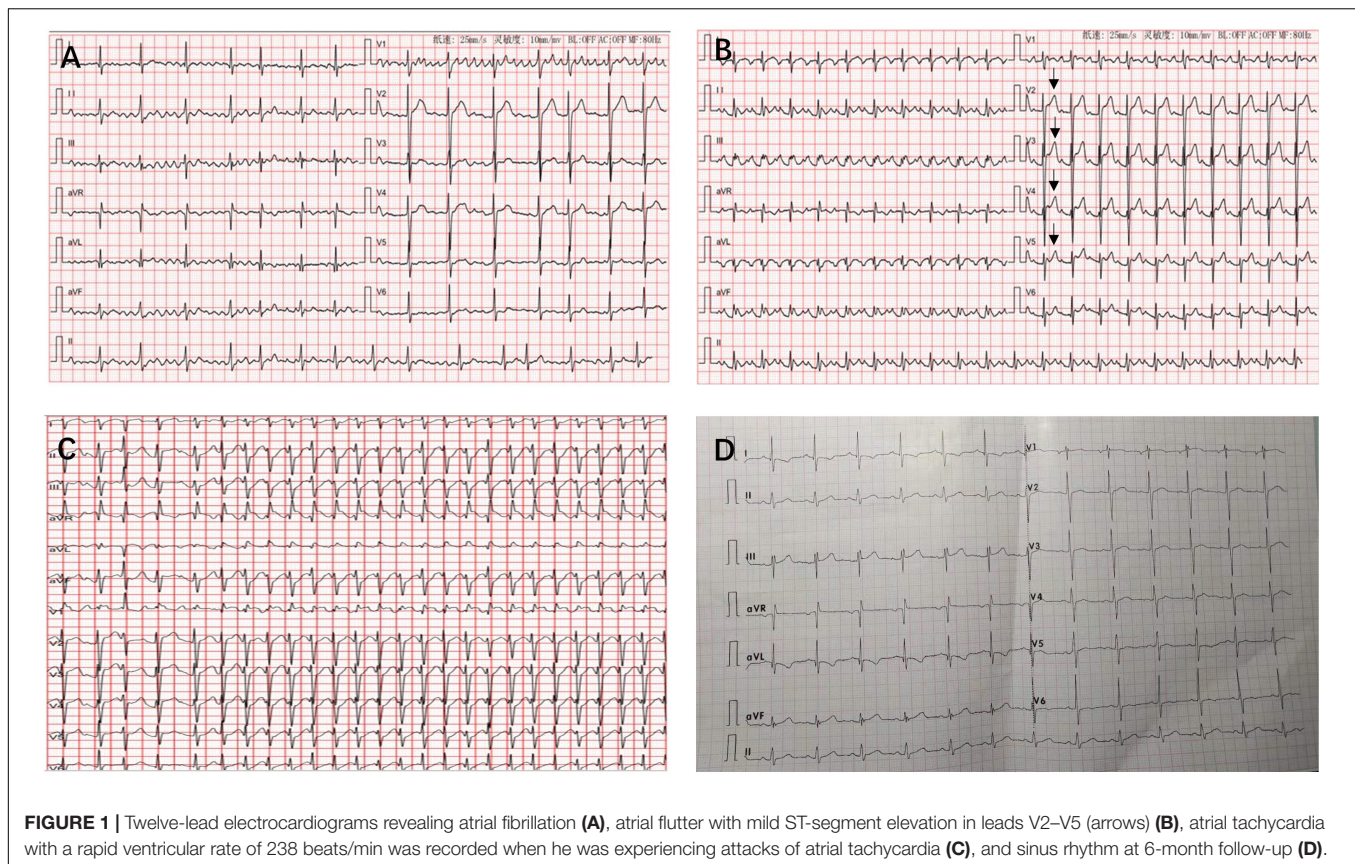 A
纸速: 25mm/s 灵敏度: 10mm/mv BL:OFF AC:OFF MF:80Hz
I
V1
II
V2
III
V3
aVR
V4
aVL
V5
aVF
V6
II
B
纸速: 25mm/s 灵敏度: 10mm/mv BL:OFF AC:OFF MF:80Hz
V1
II
V2
III
V3
aVR
V4
aVL
V5
aVF
V6
II
C
I
II
III
aVR
aVL
aVF
V1
V2
V3
V4
V5
V6
D
I
V1
II
V2
III
V3
aVR
V4
aVL
V5
aVF
V6
II
FIGURE 1 | Twelve-lead electrocardiograms revealing atrial fibrillation (A), atrial flutter with mild ST-segment elevation in leads V2–V5 (arrows) (B), atrial tachycardia
with a rapid ventricular rate of 238 beats/min was recorded when he was experiencing attacks of atrial tachycardia (C), and sinus rhythm at 6-month follow-up (D).